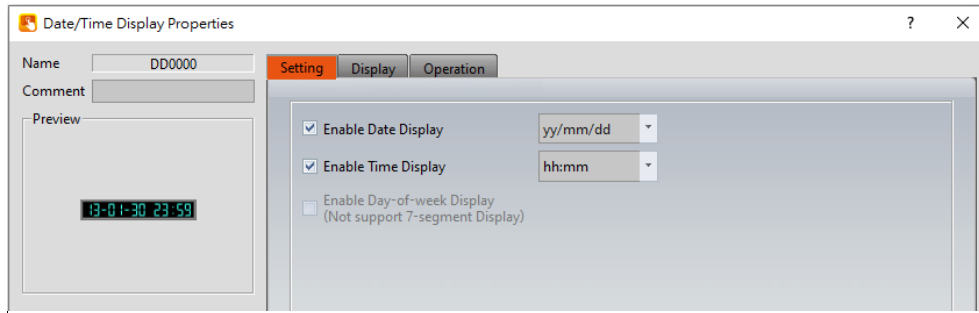 Date/Time Display Properties
?
Name
DD0000
Comment
Setting
Display
Operation
Preview
13-01-30 23:59
Enable Date Display
yy/mm/dd
Enable Time Display
hh:mm
Enable Day-of-week Display
(Not support 7-segment Display)